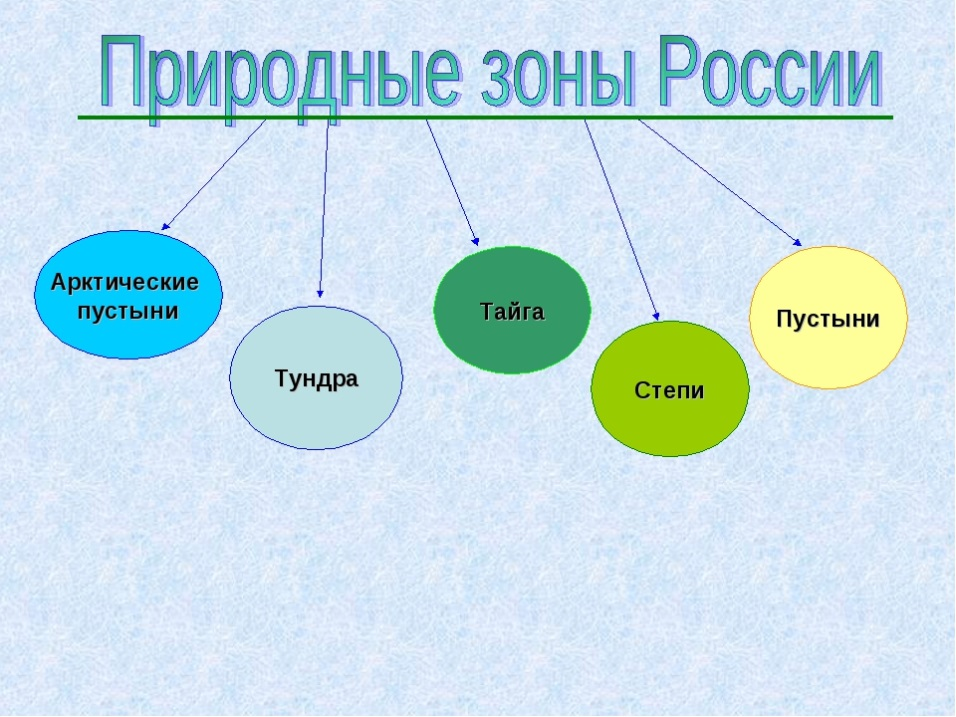 Природные зоны России
Арктические
пустыни
Тундра
Тайга
Степи
Пустыни